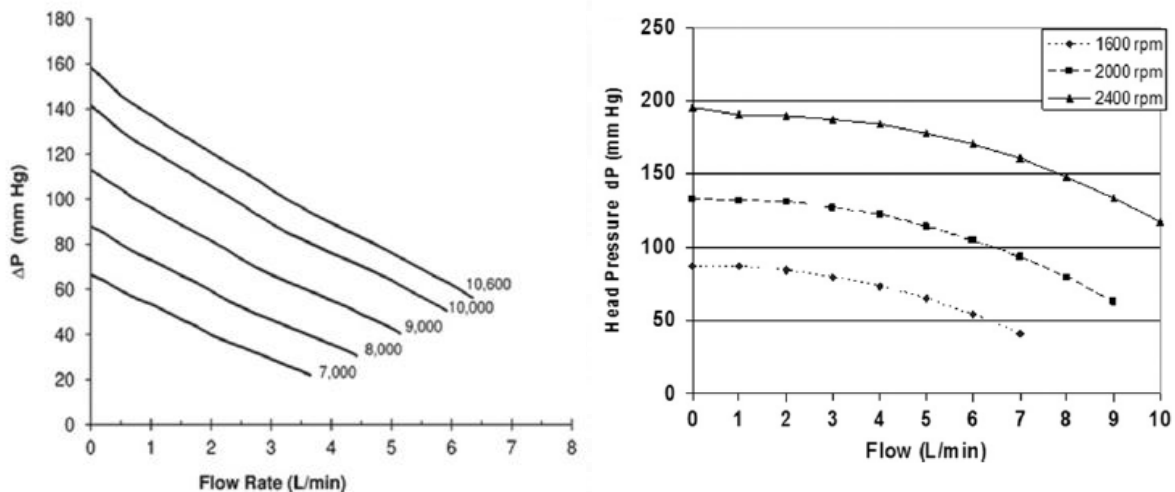 ΔP (mm Hg)
180
160
140
120
100
80
60
40
20
0
10,600
10,000
9,000
8,000
7,000
0 1 2 3 4 5 6 7 8
Flow Rate (L/min)
Head Pressure dP (mm Hg)
250
200
150
100
50
0
1600 rpm
2000 rpm
2400 rpm
0 1 2 3 4 5 6 7 8 9 10
Flow (L/min)